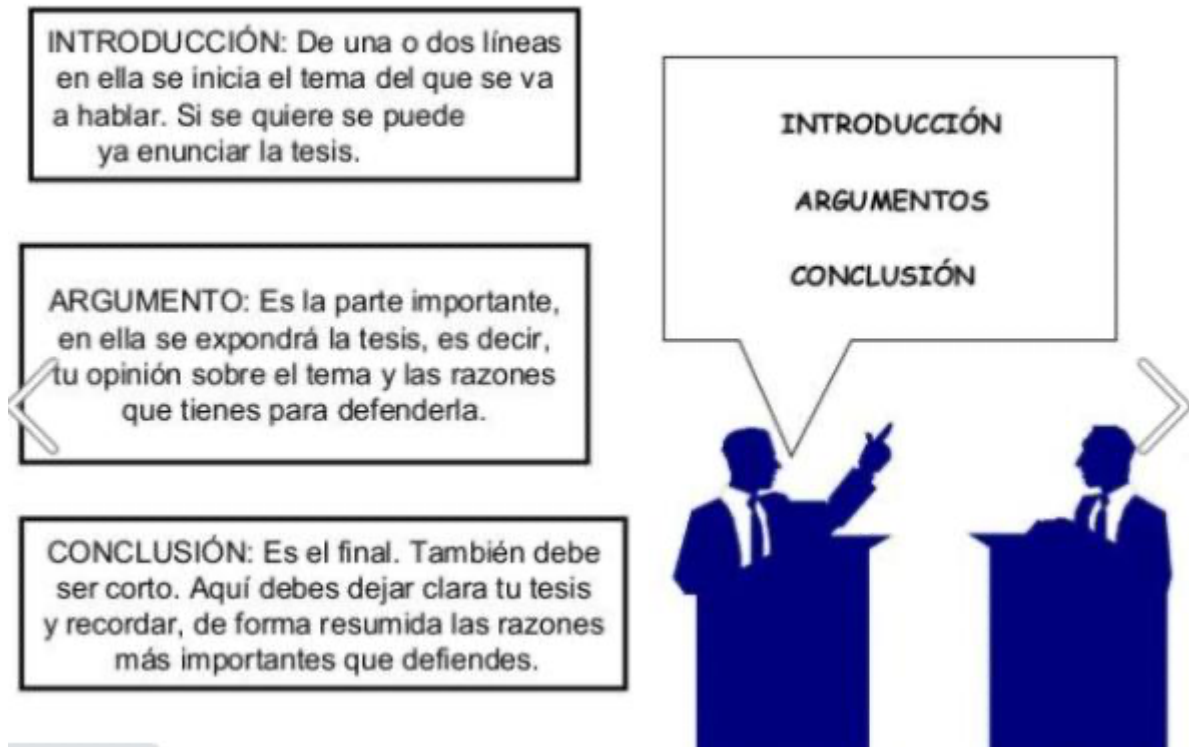 INTRODUCCIÓN: De una o dos líneas
en ella se inicia el tema del que se va
a hablar. Si se quiere se puede
ya enunciar la tesis.
ARGUMENTO: Es la parte importante,
en ella se expondrá la tesis, es decir,
tu opinión sobre el tema y las razones
que tienes para defenderla.
CONCLUSIÓN: Es el final. También debe
ser corto. Aquí debes dejar clara tu tesis
y recordar, de forma resumida las razones
más importantes que defiendes.
INTRODUCCIÓN
ARGUMENTOS
CONCLUSIÓN